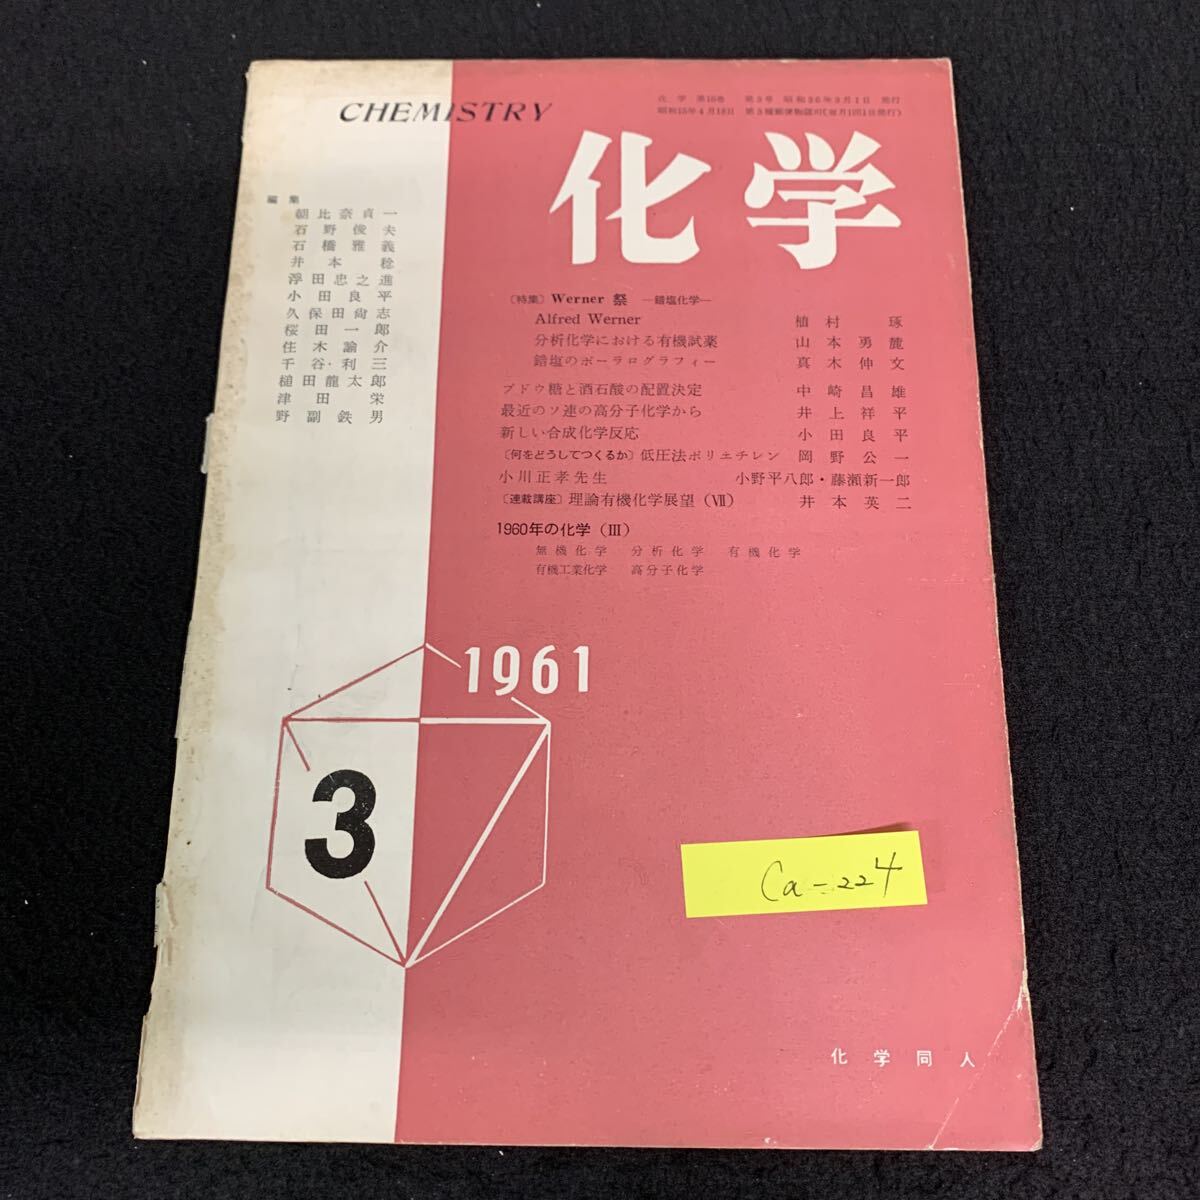 CHEMISTRY
化学 第16巻 第3号 昭和36年3月1日 発行
昭和25年4月18日 第3種郵便物認可(毎月1回1日発行)
化学
編集
朝比奈貞一
石野俊夫
石橋雅義
井本稔
浮田忠之進
小田良平
久保田尚志
桜田一郎
住木諭介
千谷利三
槌田龍太郎
津田栄
野副鉄男
〔特集〕 Werner 祭 —錯塩化学—
Alfred Werner 植村琢
分析化学における有機試薬 山本勇麓
錯塩のポーラログラフィー 真木伸文
ブドウ糖と酒石酸の配置決定 中崎昌雄
最近のソ連の高分子化学から 井上祥平
新しい合成化学反応 小田良平
〔何をどうしてつくるか〕 低圧法ポリエチレン 岡野公一
小川正孝先生 小野平八郎・藤瀬新一郎
〔連載講座〕 理論有機化学展望 (Ⅶ) 井本英二
1960年の化学 (Ⅲ)
無機化学 分析化学 有機化学
有機工業化学 高分子化学
1961
3
Ca-224
化学同人